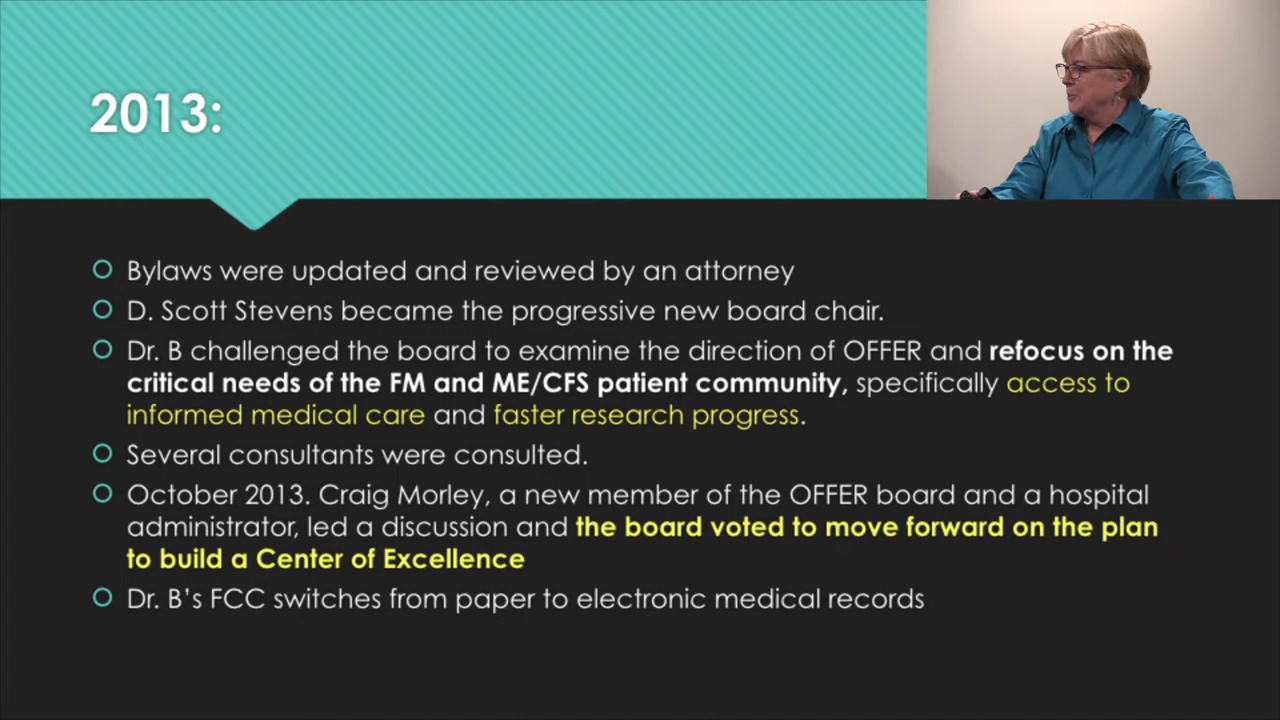 2013:
Bylaws were updated and reviewed by an attorney
D. Scott Stevens became the progressive new board chair.
Dr. B challenged the board to examine the direction of OFFER and refocus on the
critical needs of the FM and ME/CFS patient community, specifically access to
informed medical care and faster research progress.
Several consultants were consulted.
October 2013. Craig Morley, a new member of the OFFER board and a hospital
administrator, led a discussion and the board voted to move forward on the plan
to build a Center of Excellence
Dr. B’s FCC switches from paper to electronic medical records